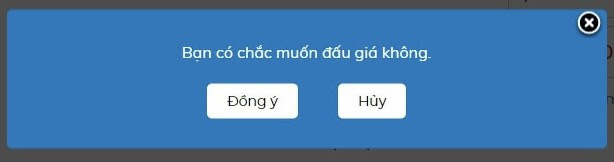 Bạn có chắc muốn đấu giá không.
Đồng ý
Hủy